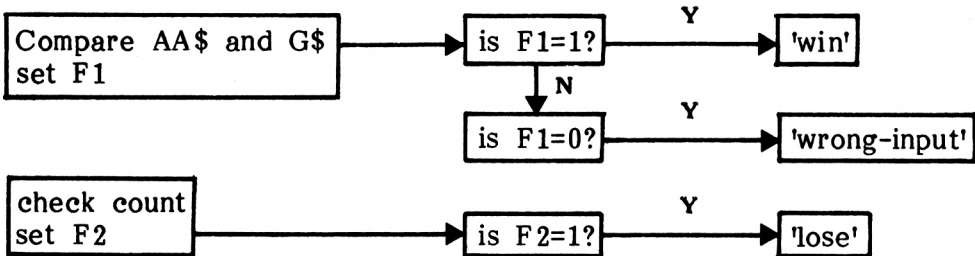 Compare AA$ and G$
set F1
is F1=1?
Y
'win'
N
is F1=0?
Y
'wrong-input'
check count
set F2
is F2=1?
Y
'lose'